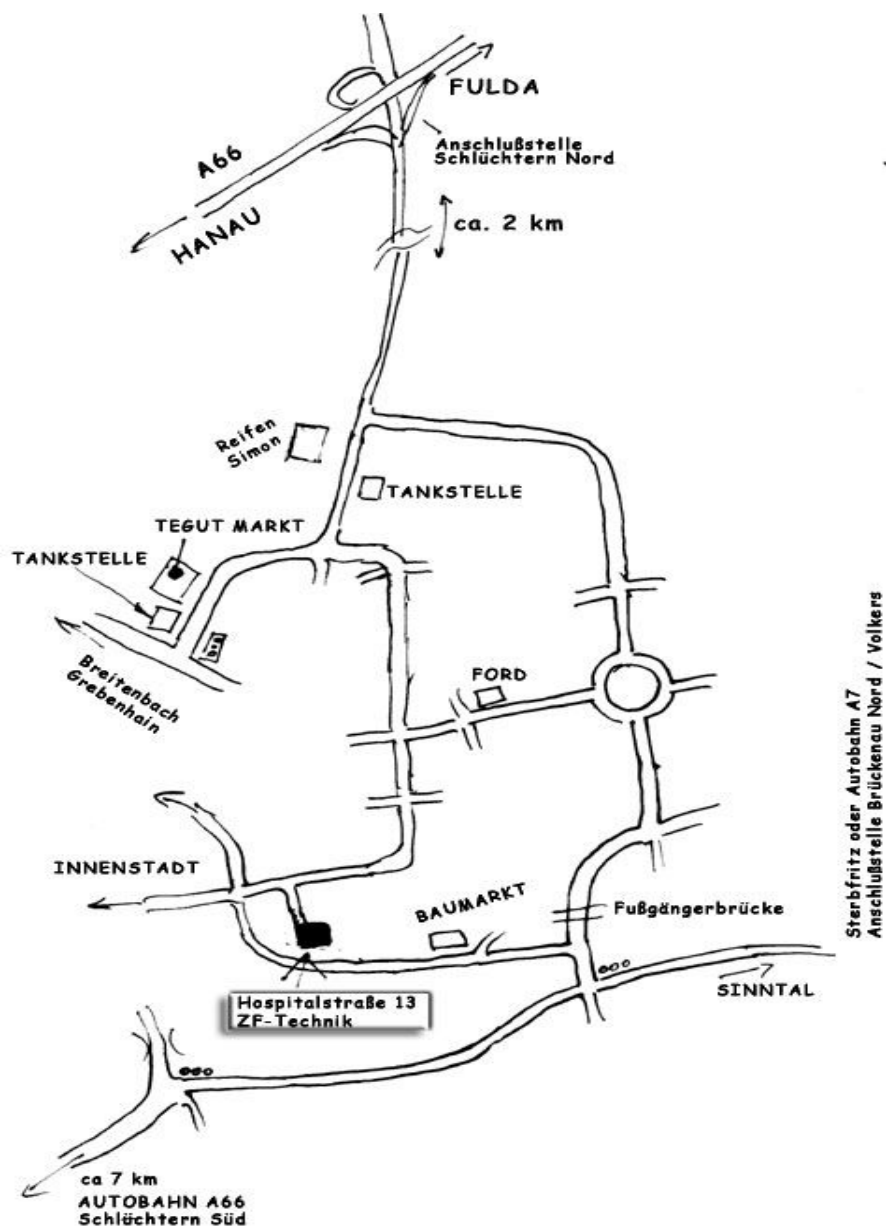 FULDA
A66
Anschlußstelle
Schlüchtern Nord
HANAU
ca. 2 km
Reifen
Simon
TANKSTELLE
TEGUT MARKT
TANKSTELLE
Breitenbach
Grebenhain
FORD
Sterbfritz oder Autobahn A7
Anschlußstelle Brückenau Nord / Volkers
INNENSTADT
BAUMARKT
Fußgängerbrücke
SINNTAL
Hospitalstraße 13
ZF-Technik
ca 7 km
AUTOBAHN A66
Schlüchtern Süd